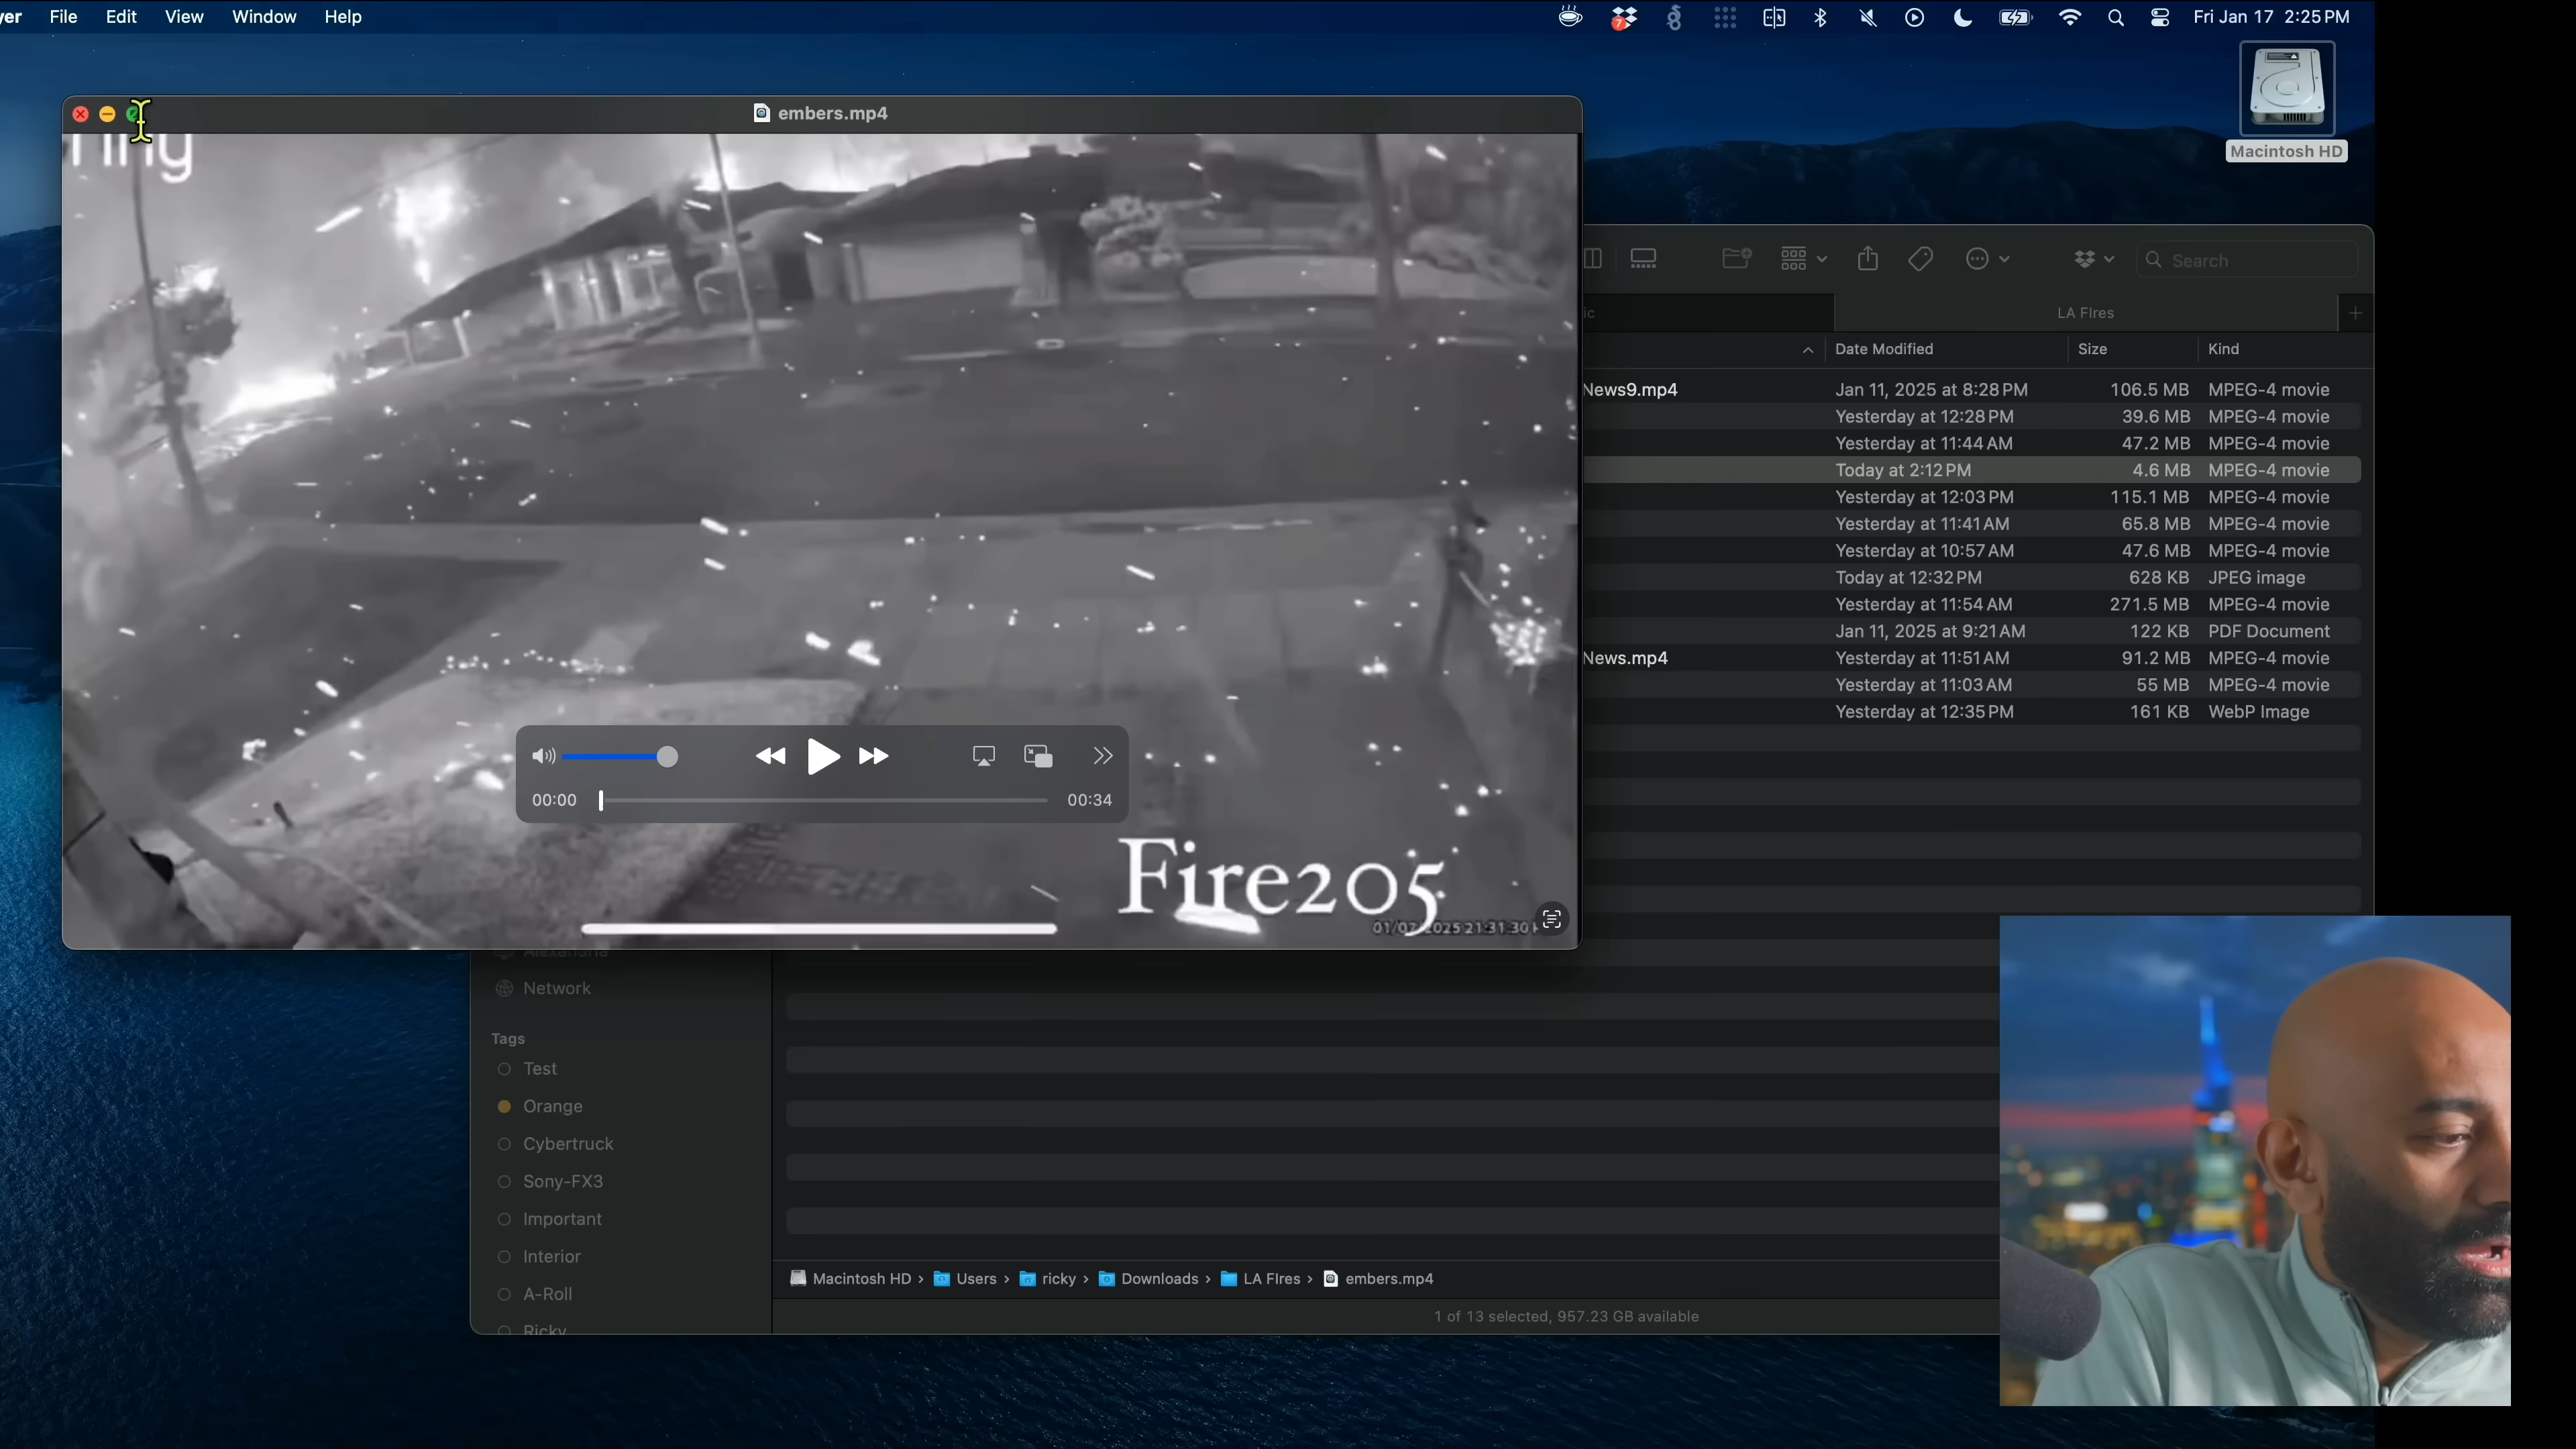 File Edit View Window Help
7
Fri Jan 17 2:25 PM
Macintosh HD
embers.mp4
Search
LA FIres
Date Modified Size Kind
News9.mp4 Jan 11, 2025 at 8:28 PM 106.5 MB MPEG-4 movie
Yesterday at 12:28 PM 39.6 MB MPEG-4 movie
Yesterday at 11:44 AM 47.2 MB MPEG-4 movie
Today at 2:12 PM 4.6 MB MPEG-4 movie
Yesterday at 12:03 PM 115.1 MB MPEG-4 movie
Yesterday at 11:41 AM 65.8 MB MPEG-4 movie
Yesterday at 10:57 AM 47.6 MB MPEG-4 movie
Today at 12:32 PM 628 KB JPEG image
Yesterday at 11:54 AM 271.5 MB MPEG-4 movie
Jan 11, 2025 at 9:21 AM 122 KB PDF Document
News.mp4 Yesterday at 11:51 AM 91.2 MB MPEG-4 movie
Yesterday at 11:03 AM 55 MB MPEG-4 movie
Yesterday at 12:35 PM 161 KB WebP Image
00:00 00:34
Fire205
Network
Tags
Test
Orange
Cybertruck
Sony-FX3
Important
Interior
A-Roll
Ricky
Macintosh HD › Users › ricky › Downloads › LA FIres › embers.mp4
1 of 13 selected, 957.23 GB available